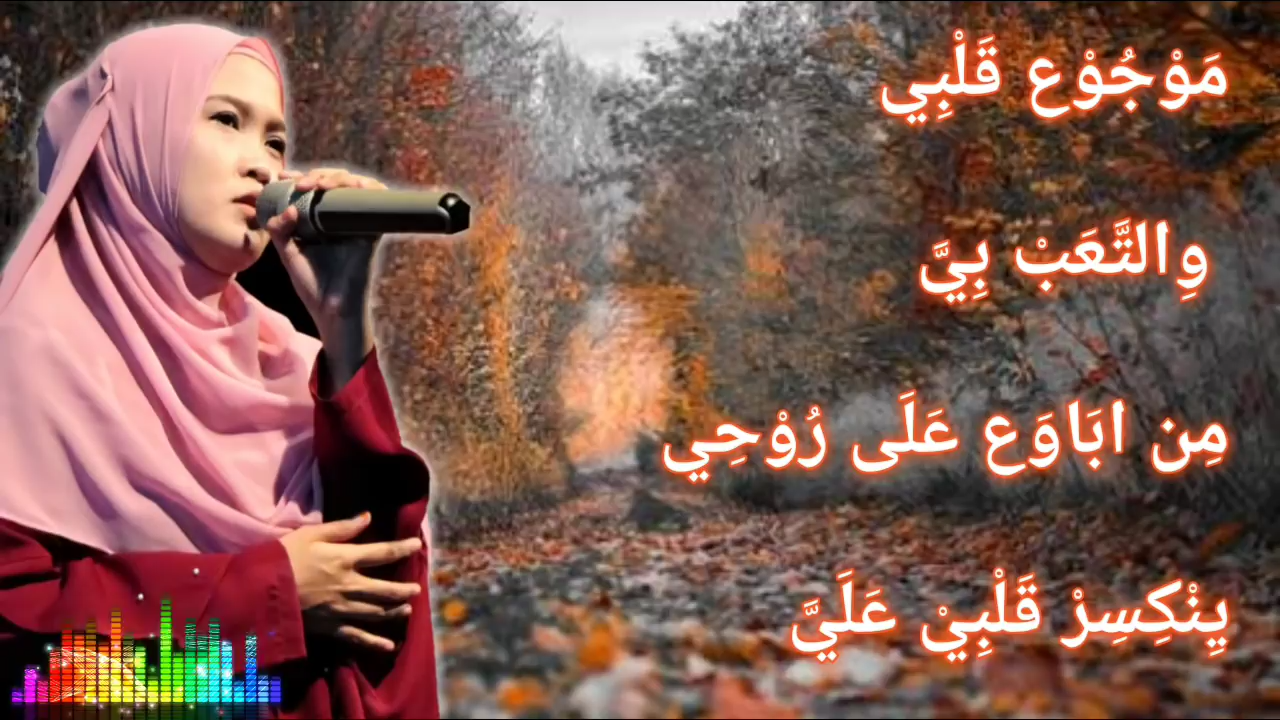 مَوْجُوْع قَلْبِي
وِالتَّعَبْ بِيَّ
مِن ابَاوَع عَلَى رُوْحِي
يِنْكِسِرْ قَلْبِيْ عَلَيَّ